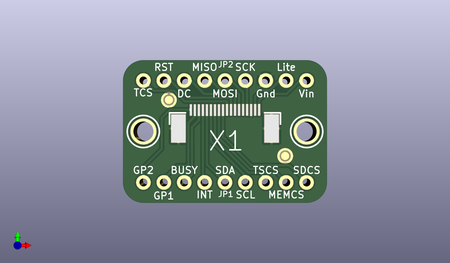 RST MISO JP2 SCK Lite
TCS DC MOSI Gnd Vin
X1
GP2 BUSY SDA TSCS SDCS
GP1 INT JP1 SCL MEMCS